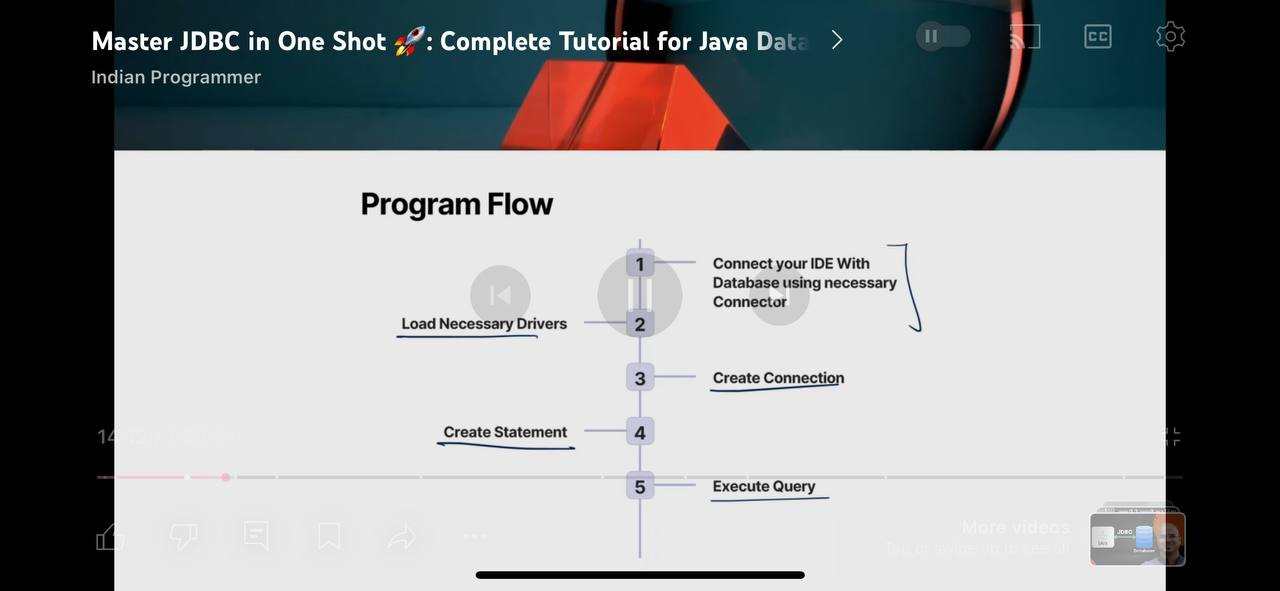 Master JDBC in One Shot 🚀: Complete Tutorial for Java Data
Indian Programmer
CC
Program Flow
1
Connect your IDE With
Database using necessary
Connector
Load Necessary Drivers
2
3
Create Connection
Create Statement
4
5
Execute Query
More videos
Tap or swipe up to see all
JDBC